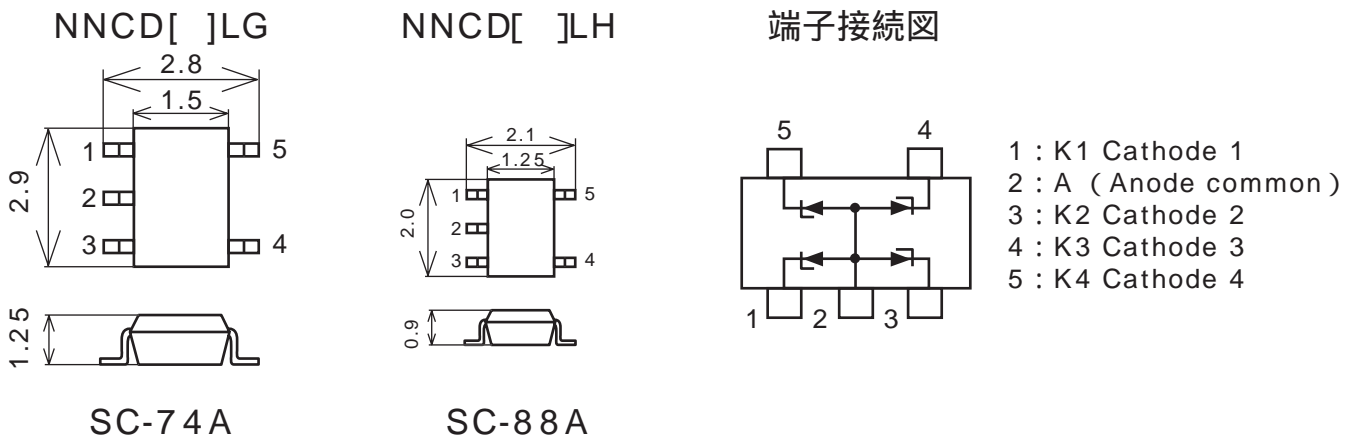 NNCD[ ]LG
2.8
1.5
2.9
1
2
3
5
4
1.25
SC-74A
NNCD[ ]LH
2.1
1.25
2.0
1
2
3
5
4
0.9
SC-88A
端子接続図
5 4
1 2 3
1 : K1 Cathode 1
2 : A （Anode common）
3 : K2 Cathode 2
4 : K3 Cathode 3
5 : K4 Cathode 4